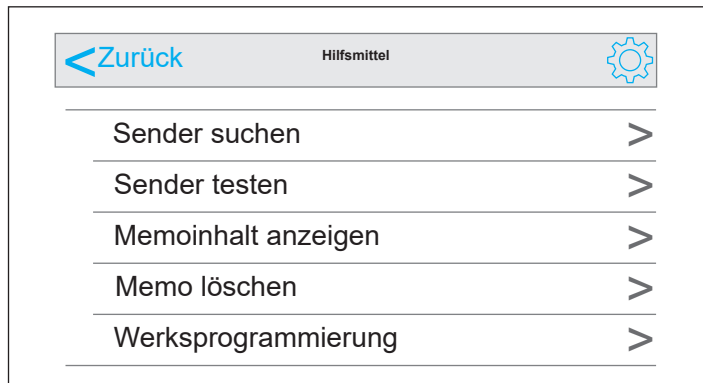 < Zurück Hilfsmittel
Sender suchen >
Sender testen >
Memoinhalt anzeigen >
Memo löschen >
Werksprogrammierung >